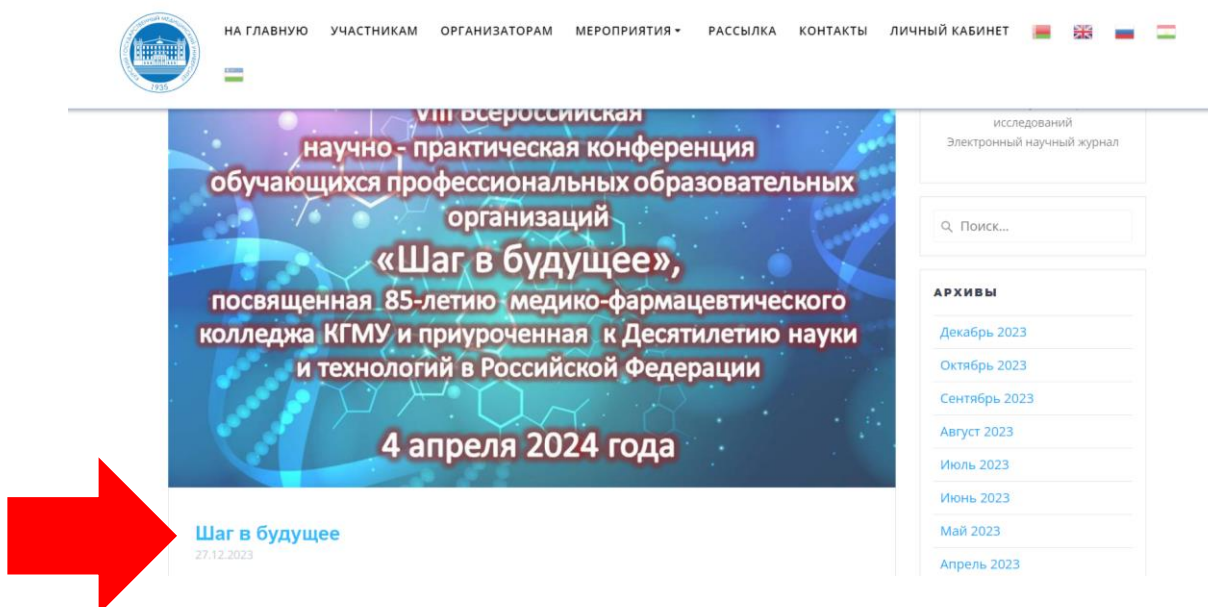 НА ГЛАВНУЮ УЧАСТНИКАМ ОРГАНИЗАТОРАМ МЕРОПРИЯТИЯ РАССЫЛКА КОНТАКТЫ ЛИЧНЫЙ КАБИНЕТ
1935
VIII Всероссийская
научно - практическая конференция
обучающихся профессиональных образовательных
организаций
«Шаг в будущее»,
посвященная 85-летию медико-фармацевтического
колледжа КГМУ и приуроченная к Десятилетию науки
и технологий в Российской Федерации
4 апреля 2024 года
Шаг в будущее
27.12.2023
исследований
Электронный научный журнал
Поиск...
АРХИВЫ
Декабрь 2023
Октябрь 2023
Сентябрь 2023
Август 2023
Июль 2023
Июнь 2023
Май 2023
Апрель 2023